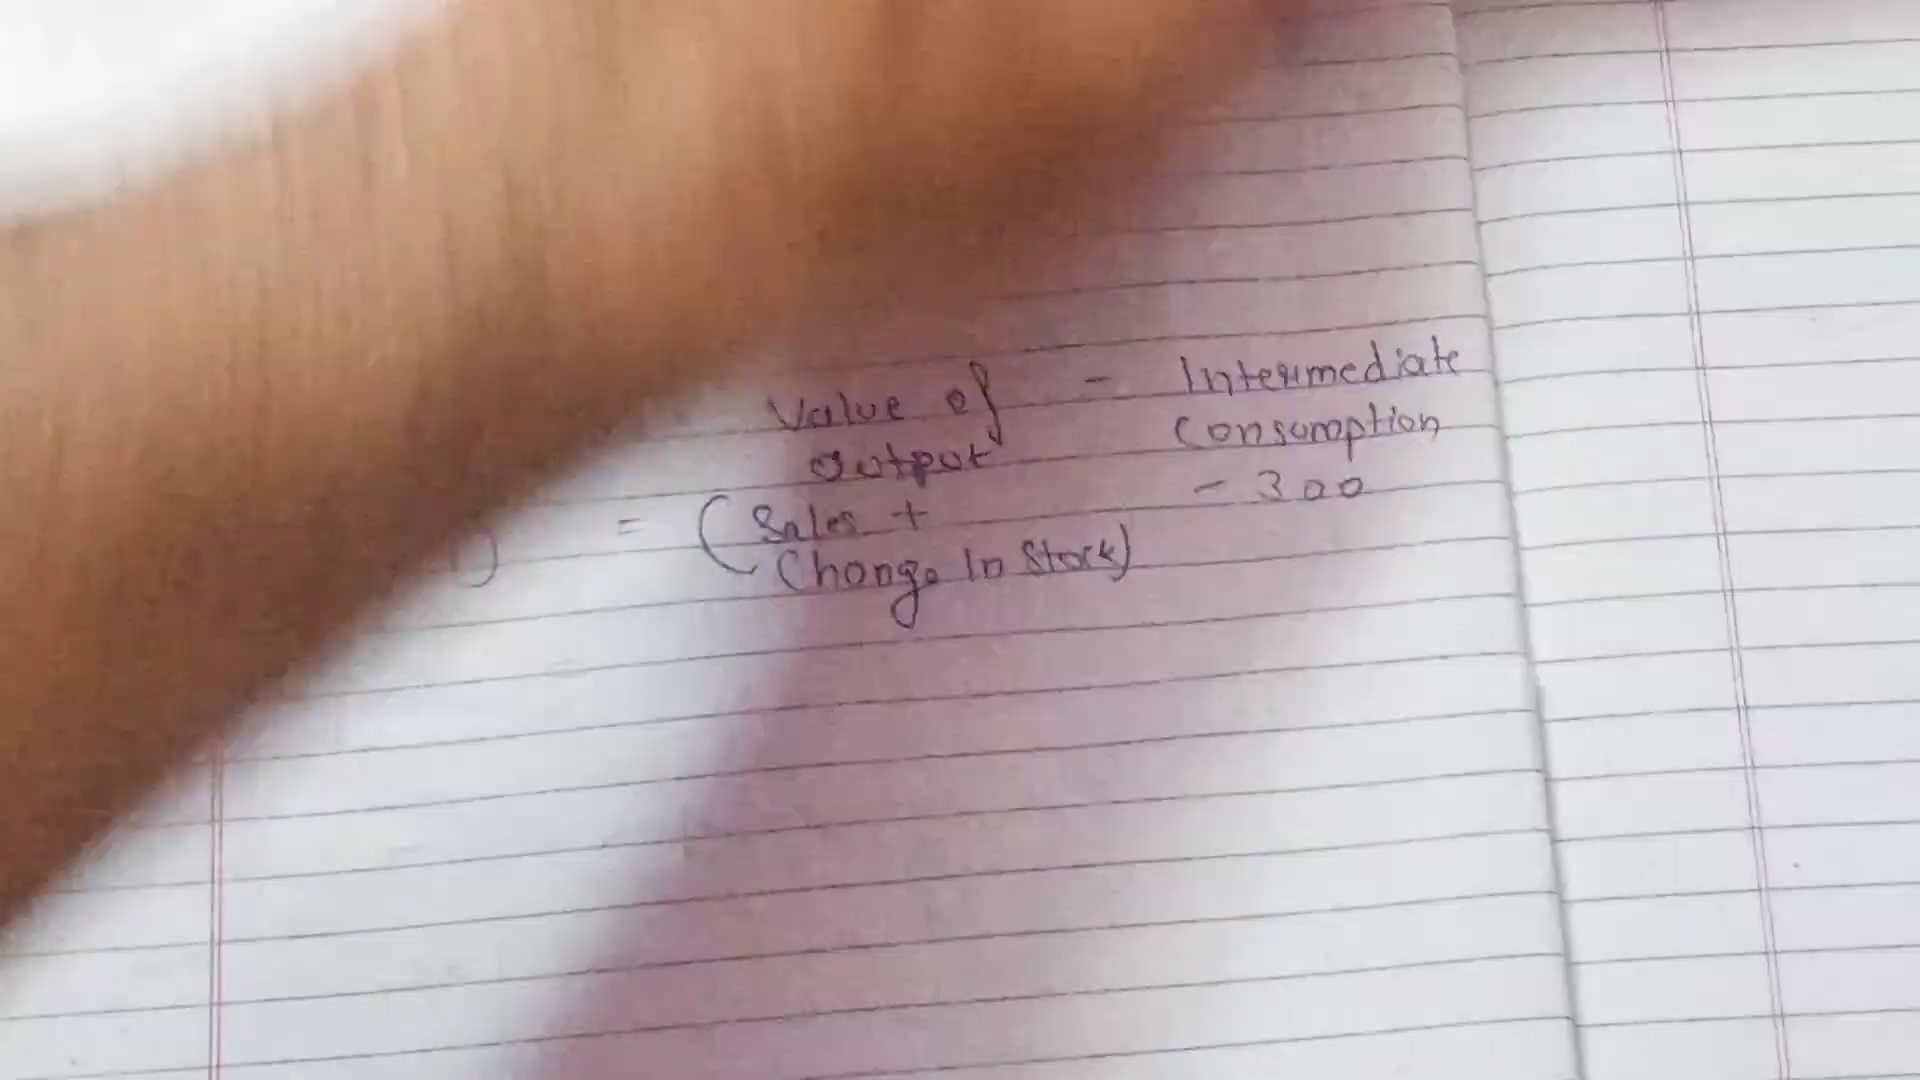 Value of - Intermediate
output Consumption
= (Sales + - 300
Change In Stock)
)